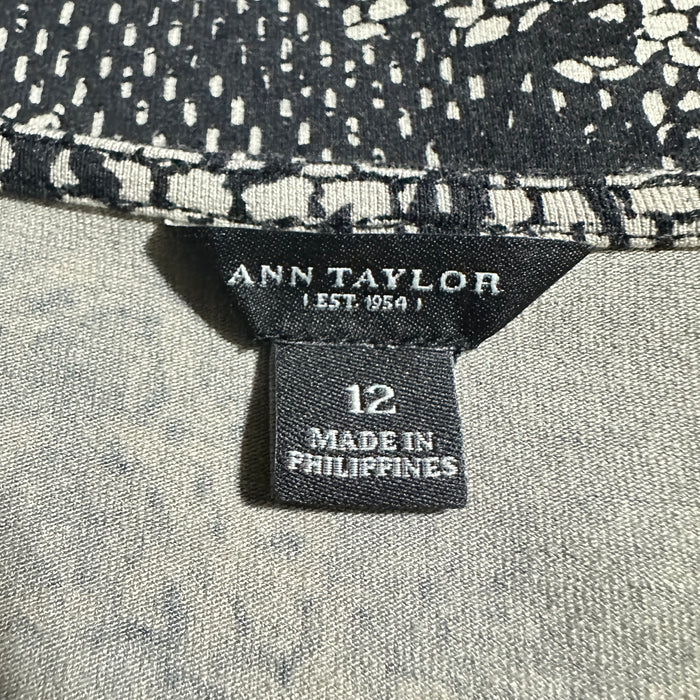 ANN TAYLOR
EST. 1954
12
MADE IN
PHILIPPINES